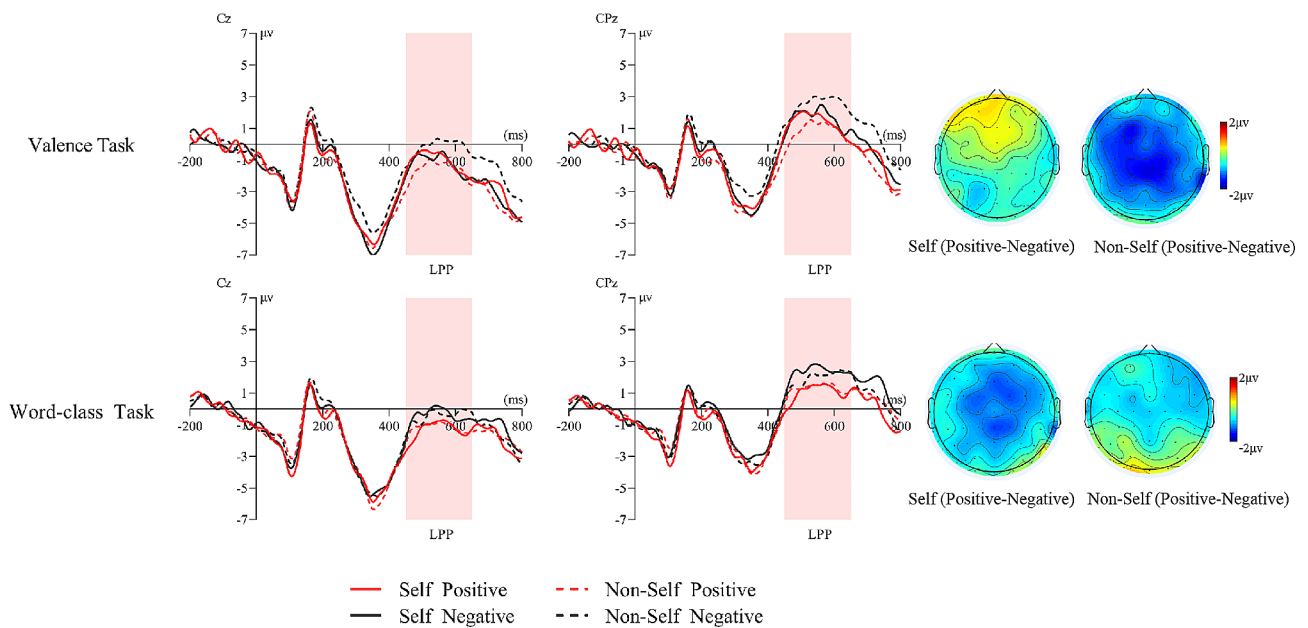 Cz
CPz
μv
μv
7
5
3
1
-1
-3
-5
-7
(ms)
-200
200
400
600
800
7
5
3
1
-1
-3
-5
-7
(ms)
-200
200
400
600
800
Valence Task
2μv
-2μv
Self (Positive-Negative)
Non-Self (Positive-Negative)
LPP
LPP
Cz
CPz
μv
μv
7
5
3
1
-1
-3
-5
-7
(ms)
-200
200
400
600
800
7
5
3
1
-1
-3
-5
-7
(ms)
-200
200
400
600
800
Word-class Task
2μv
-2μv
Self (Positive-Negative)
Non-Self (Positive-Negative)
LPP
LPP
Self Positive
Non-Self Positive
Self Negative
Non-Self Negative